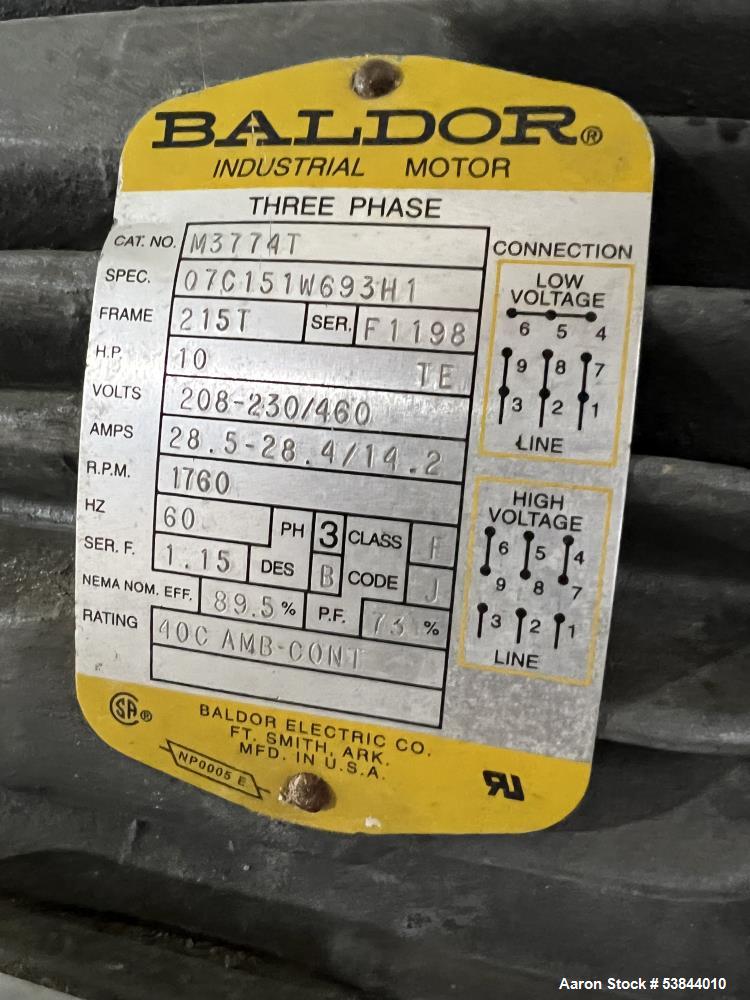 BALDOR®
INDUSTRIAL MOTOR
THREE PHASE
CAT. NO. M3774T
SPEC. 07C151W693H1
FRAME 215T SER. F1198
H.P. 10 TE
VOLTS 208-230/460
AMPS 28.5-28.4/14.2
R.P.M. 1760
HZ 60 PH 3 CLASS F
SER. F. 1.15 DES B CODE J
NEMA NOM. EFF. 89.5 % P.F. 73 %
RATING 40C AMB-CONT
CONNECTION
LOW
VOLTAGE
6 5 4
9 8 7
3 2 1
LINE
HIGH
VOLTAGE
6 5 4
9 8 7
3 2 1
LINE
SA®
BALDOR ELECTRIC CO.
FT. SMITH, ARK.
MFD. IN U.S.A.
NP0005 E
RU
Aaron Stock # 53844010